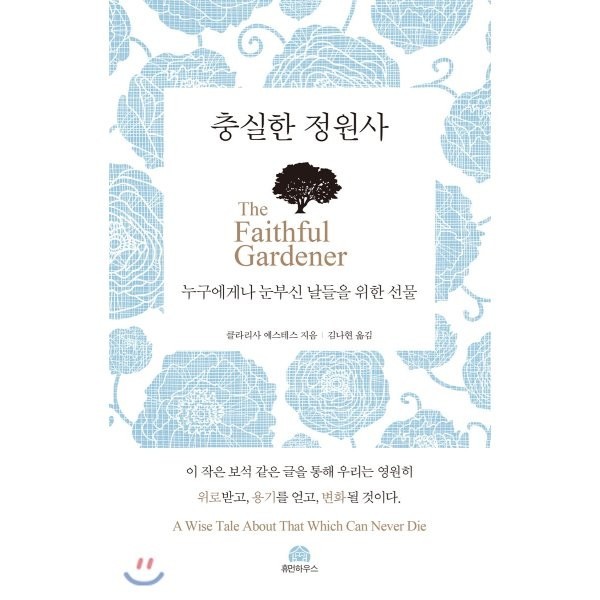 충실한 정원사
The
Faithful
Gardener
누구에게나 눈부신 날들을 위한 선물
클라리사 에스테스 지음 | 김나현 옮김
이 작은 보석 같은 글을 통해 우리는 영원히
위로받고, 용기를 얻고, 변화될 것이다.
A Wise Tale About That Which Can Never Die
휴먼하우스